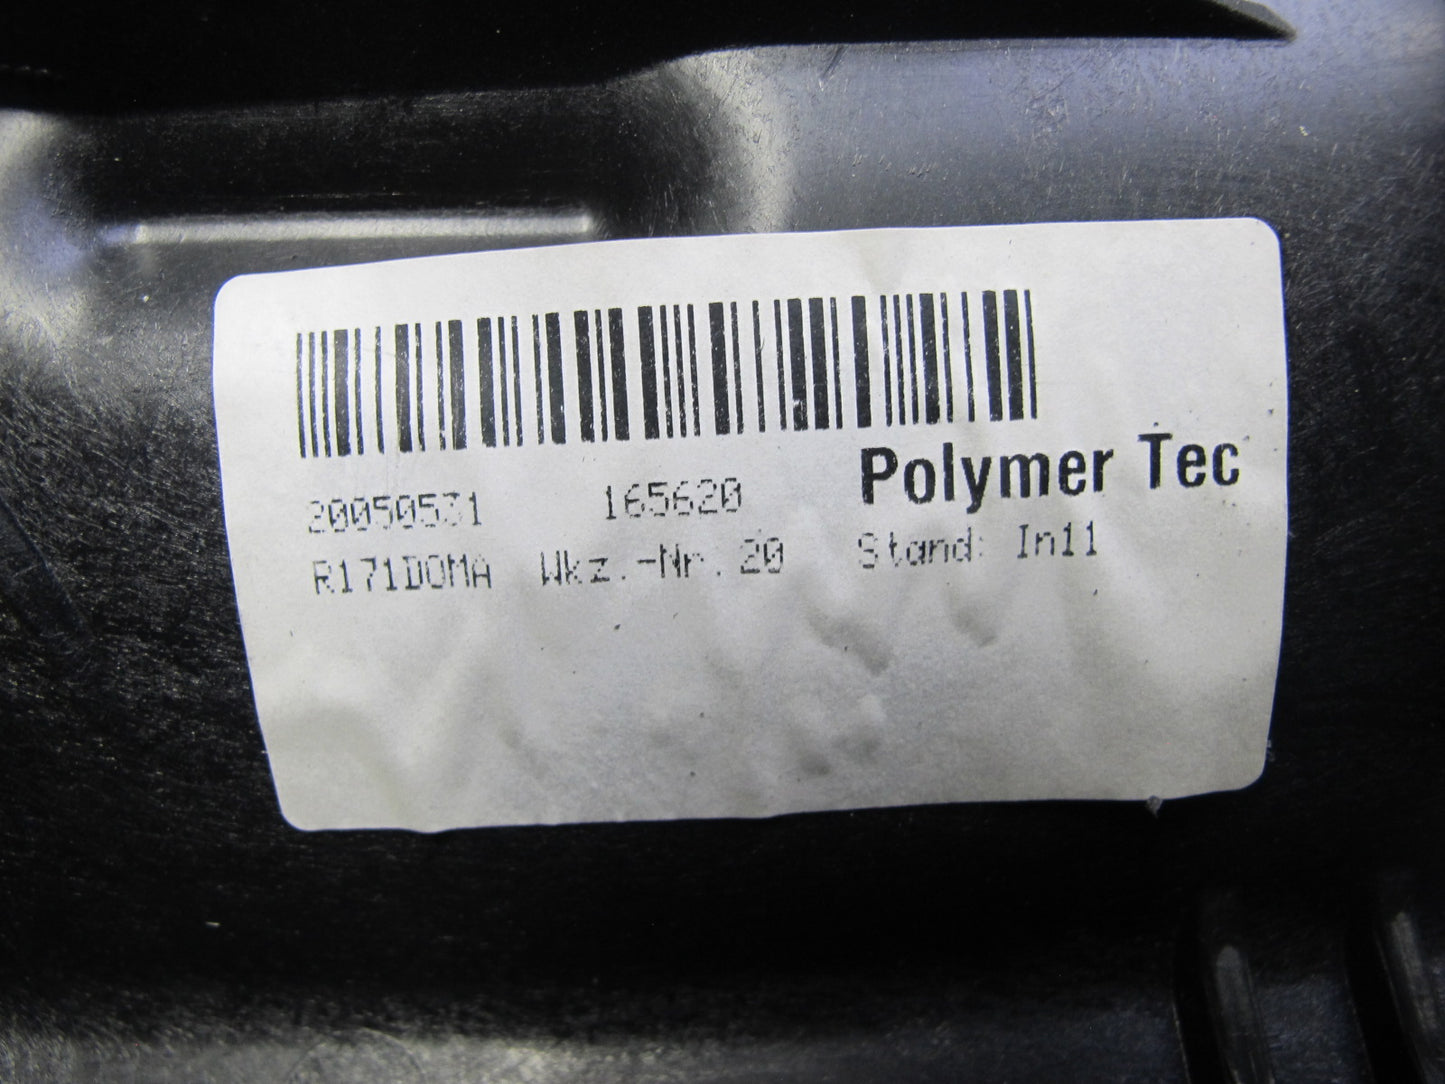 Polymer Tec
20050531 165620
R171DOMA Wkz.-Nr. 20 Stand: In11